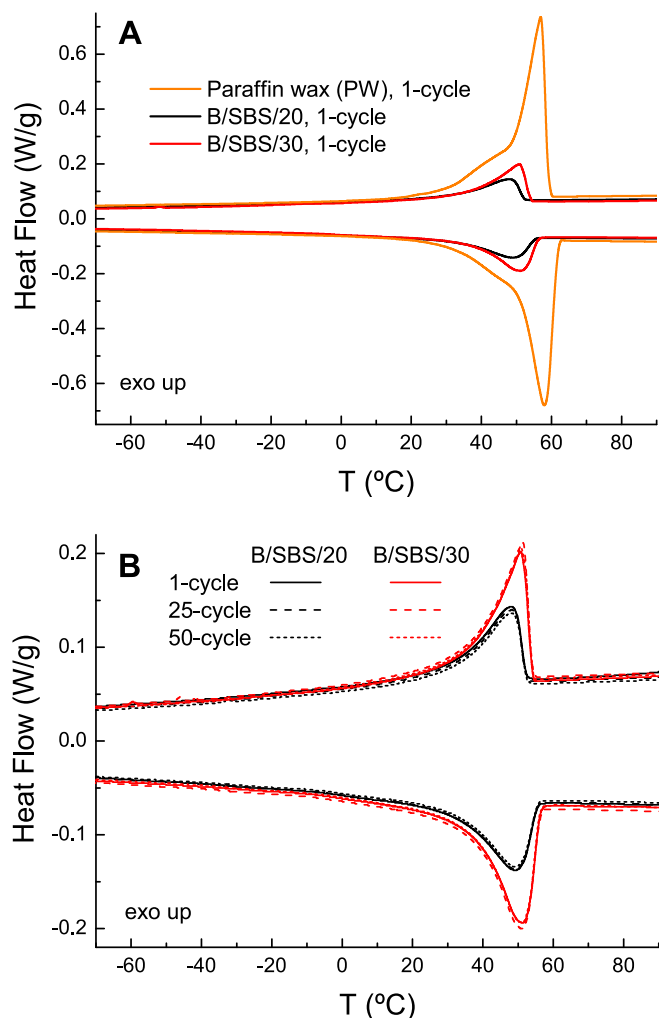 A
Paraffin wax (PW), 1-cycle
B/SBS/20, 1-cycle
B/SBS/30, 1-cycle
Heat Flow (W/g)
0.6
0.4
0.2
0.0
-0.2
-0.4
-0.6
exo up
-60 -40 -20 0 20 40 60 80
T (ºC)
B
B/SBS/20 B/SBS/30
1-cycle
25-cycle
50-cycle
Heat Flow (W/g)
0.2
0.1
0.0
-0.1
-0.2
exo up
-60 -40 -20 0 20 40 60 80
T (ºC)